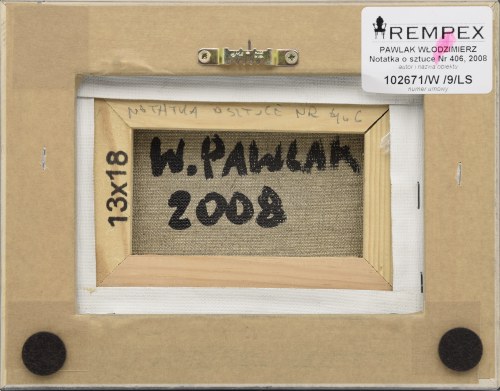 REMPEX
PAWLAK WŁODZIMIERZ
Notatka o sztuce Nr 406, 2008
autor i nazwa obiektu
102671/W /9/LS
numer umowy
NOTATKA O SZTUCE NR 406
13x18
W. PAWLAK
2008